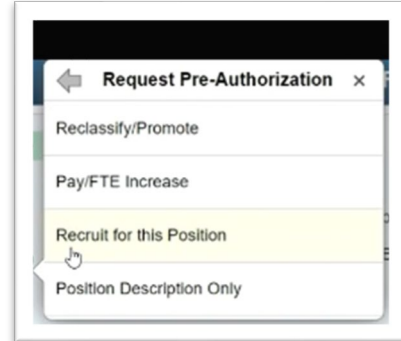 Request Pre-Authorization ×
Reclassify/Promote
Pay/FTE Increase
Recruit for this Position
Position Description Only